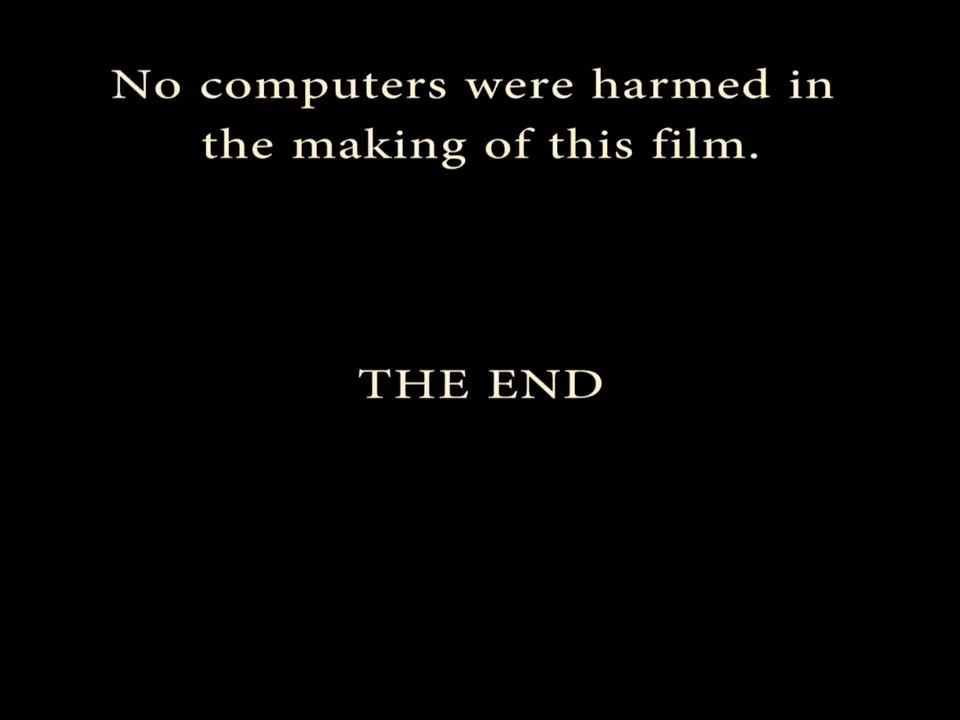 No computers were harmed in
the making of this film.
THE END